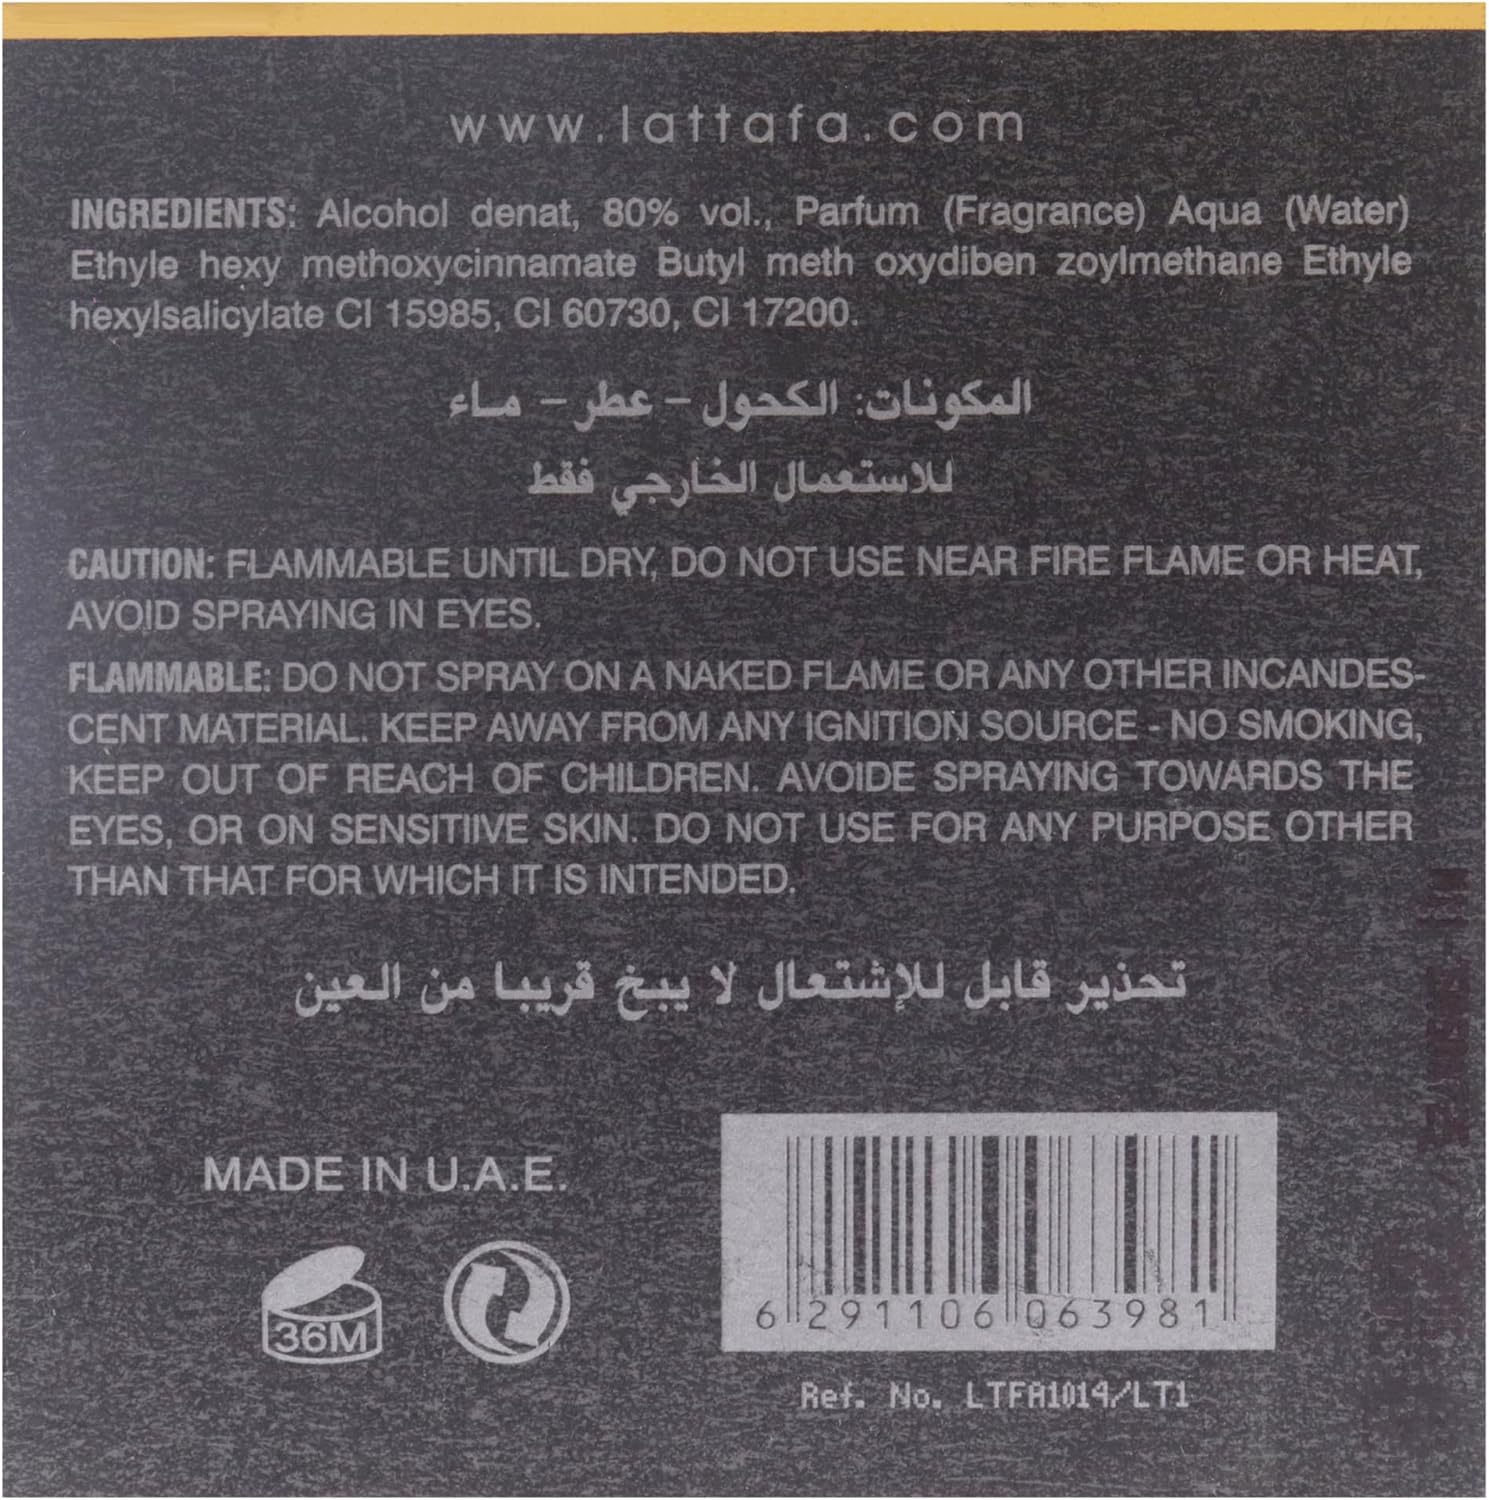 www.lattafa.com
INGREDIENTS: Alcohol denat, 80% vol., Parfum (Fragrance) Aqua (Water)
Ethyle hexy methoxycinnamate Butyl meth oxydiben zoylmethane Ethyle
hexylsalicylate CI 15985, CI 60730, CI 17200.
المكونات: الكحول - عطر - ماء
للاستعمال الخارجي فقط
CAUTION: FLAMMABLE UNTIL DRY, DO NOT USE NEAR FIRE FLAME OR HEAT,
AVOID SPRAYING IN EYES.
FLAMMABLE: DO NOT SPRAY ON A NAKED FLAME OR ANY OTHER INCANDES-
CENT MATERIAL. KEEP AWAY FROM ANY IGNITION SOURCE - NO SMOKING,
KEEP OUT OF REACH OF CHILDREN. AVOIDE SPRAYING TOWARDS THE
EYES, OR ON SENSITIIVE SKIN. DO NOT USE FOR ANY PURPOSE OTHER
THAN THAT FOR WHICH IT IS INTENDED.
تحذير قابل للإشتعال لا يبخ قريبا من العين
MADE IN U.A.E.
36M
6 291106 063981
Ref. No. LTFA1014/LT1